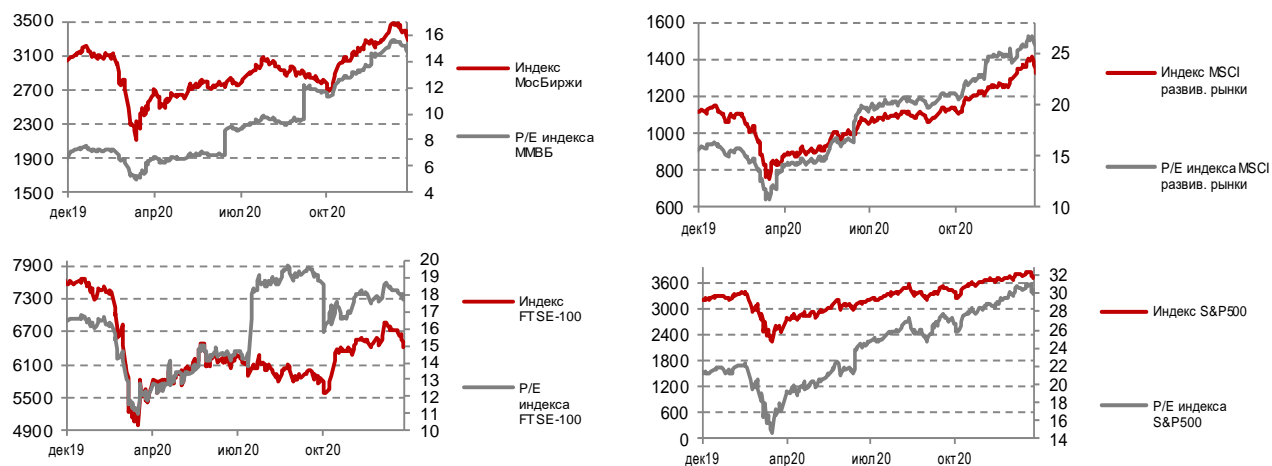 3500
3100
2700
2300
1900
1500
16
14
12
10
8
6
4
дек19
апр20
июл20
окт20
Индекс
МосБиржи
P/E индекса
ММВБ
1600
1400
1200
1000
800
600
25
20
15
10
дек19
апр20
июл20
окт20
Индекс MSCI
развив. рынки
P/E индекса MSCI
развив. рынки
7900
7300
6700
6100
5500
4900
20
19
18
17
16
15
14
13
12
11
10
дек19
апр20
июл20
окт20
Индекс
FTSE-100
P/E
индекса
FTSE-100
3600
3000
2400
1800
1200
600
0
32
30
28
26
24
22
20
18
16
14
дек19
апр20
июл20
окт20
Индекс S&P500
P/E индекса
S&P500